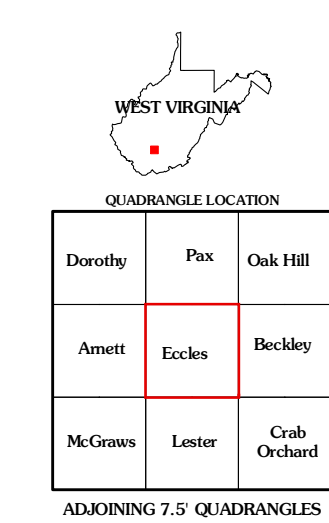 WEST VIRGINIA
QUADRANGLE LOCATION
Dorothy Pax Oak Hill
Arnett Eccles Beckley
McGraws Lester Crab
Orchard
ADJOINING 7.5' QUADRANGLES